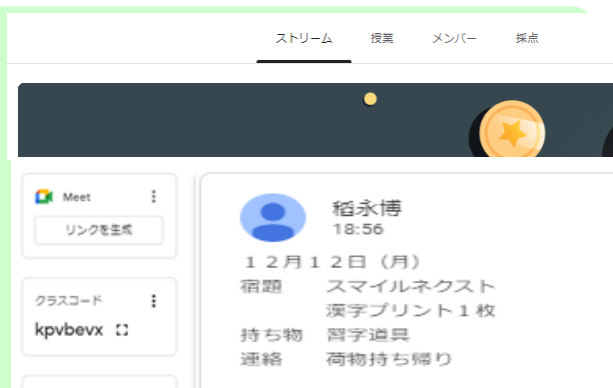 ストリーム 授業 メンバー 採点
Meet
リンクを生成
クラスコード
kpvbevx
稻永博
18:56
12月12日（月）
宿題 スマイルネクスト
漢字プリント1枚
持ち物 習字道具
連絡 荷物持ち帰り